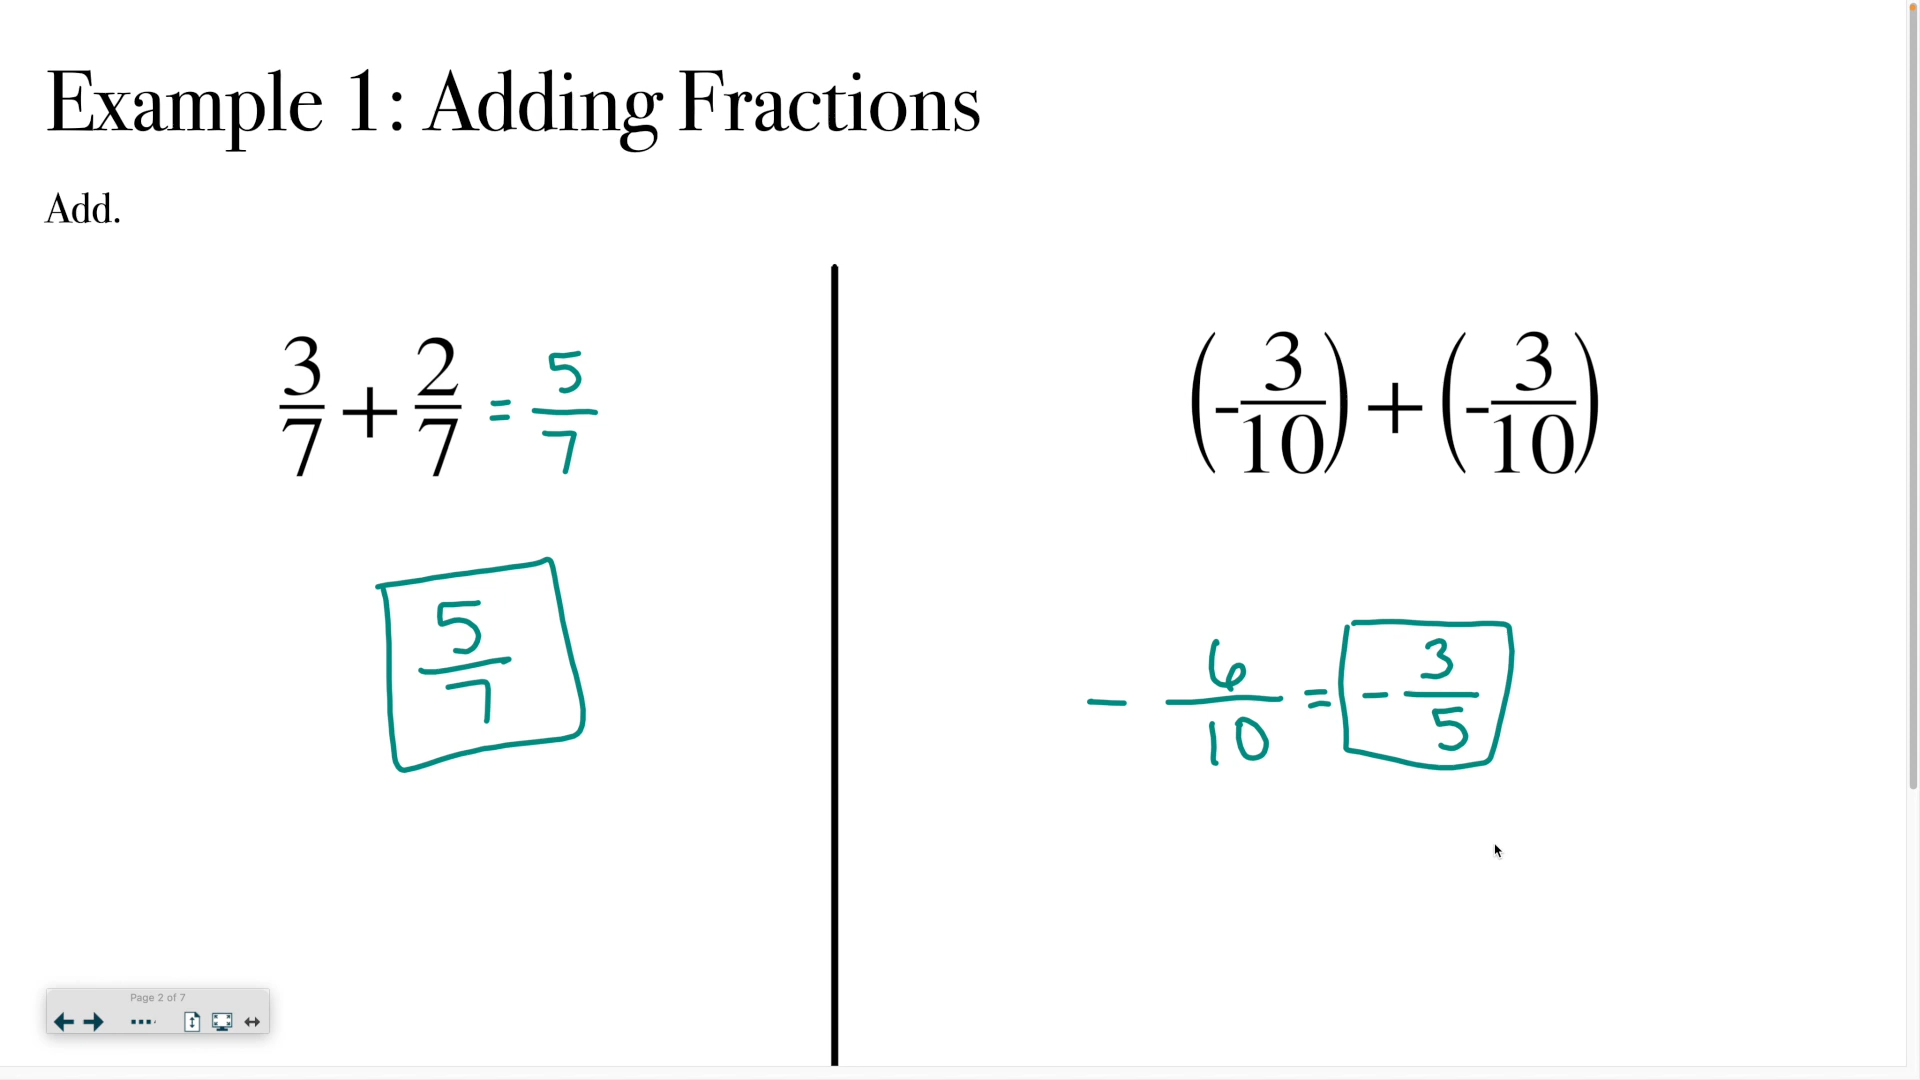 Example 1: Adding Fractions
Add.
3/7 + 2/7 = 5/7
5/7
(-3/10) + (-3/10)
- 6/10 = - 3/5
Page 2 of 7